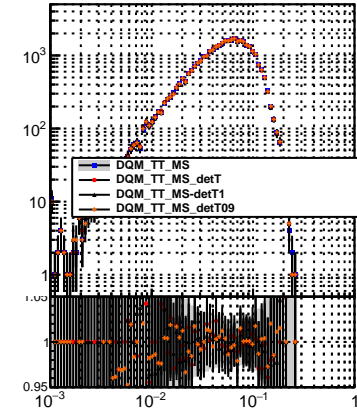 10³
10²
DQM_TT_MS
DQM_TT_MS_detT
DQM_TT_MS-detT1
DQM_TT_MS_detT09
10
1
1.05
1
0.95
10⁻³ 10⁻² 10⁻¹ 1